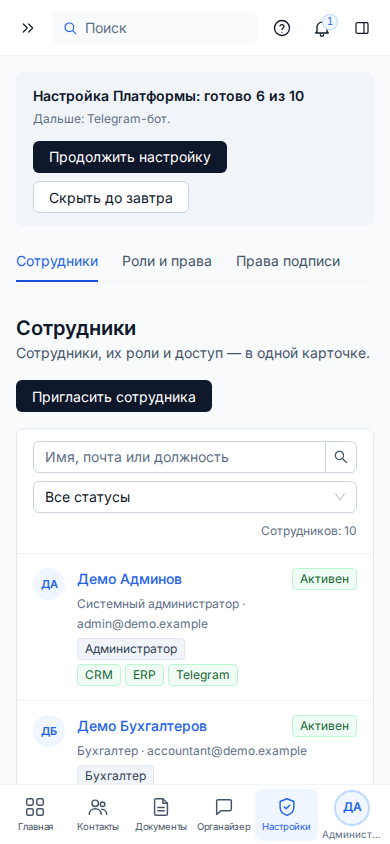 Поиск
1
Настройка Платформы: готово 6 из 10
Дальше: Telegram-бот.
Продолжить настройку
Скрыть до завтра
Сотрудники
Роли и права
Права подписи
Сотрудники
Сотрудники, их роли и доступ — в одной карточке.
Пригласить сотрудника
Имя, почта или должность
Все статусы
Сотрудников: 10
ДА
Демо Админов
Активен
Системный администратор ·
admin@demo.example
Администратор
CRM
ERP
Telegram
ДБ
Демо Бухгалтеров
Активен
Бухгалтер · accountant@demo.example
Бухгалтер
Главная
Контакты
Документы
Органайзер
Настройки
ДА
Админист...